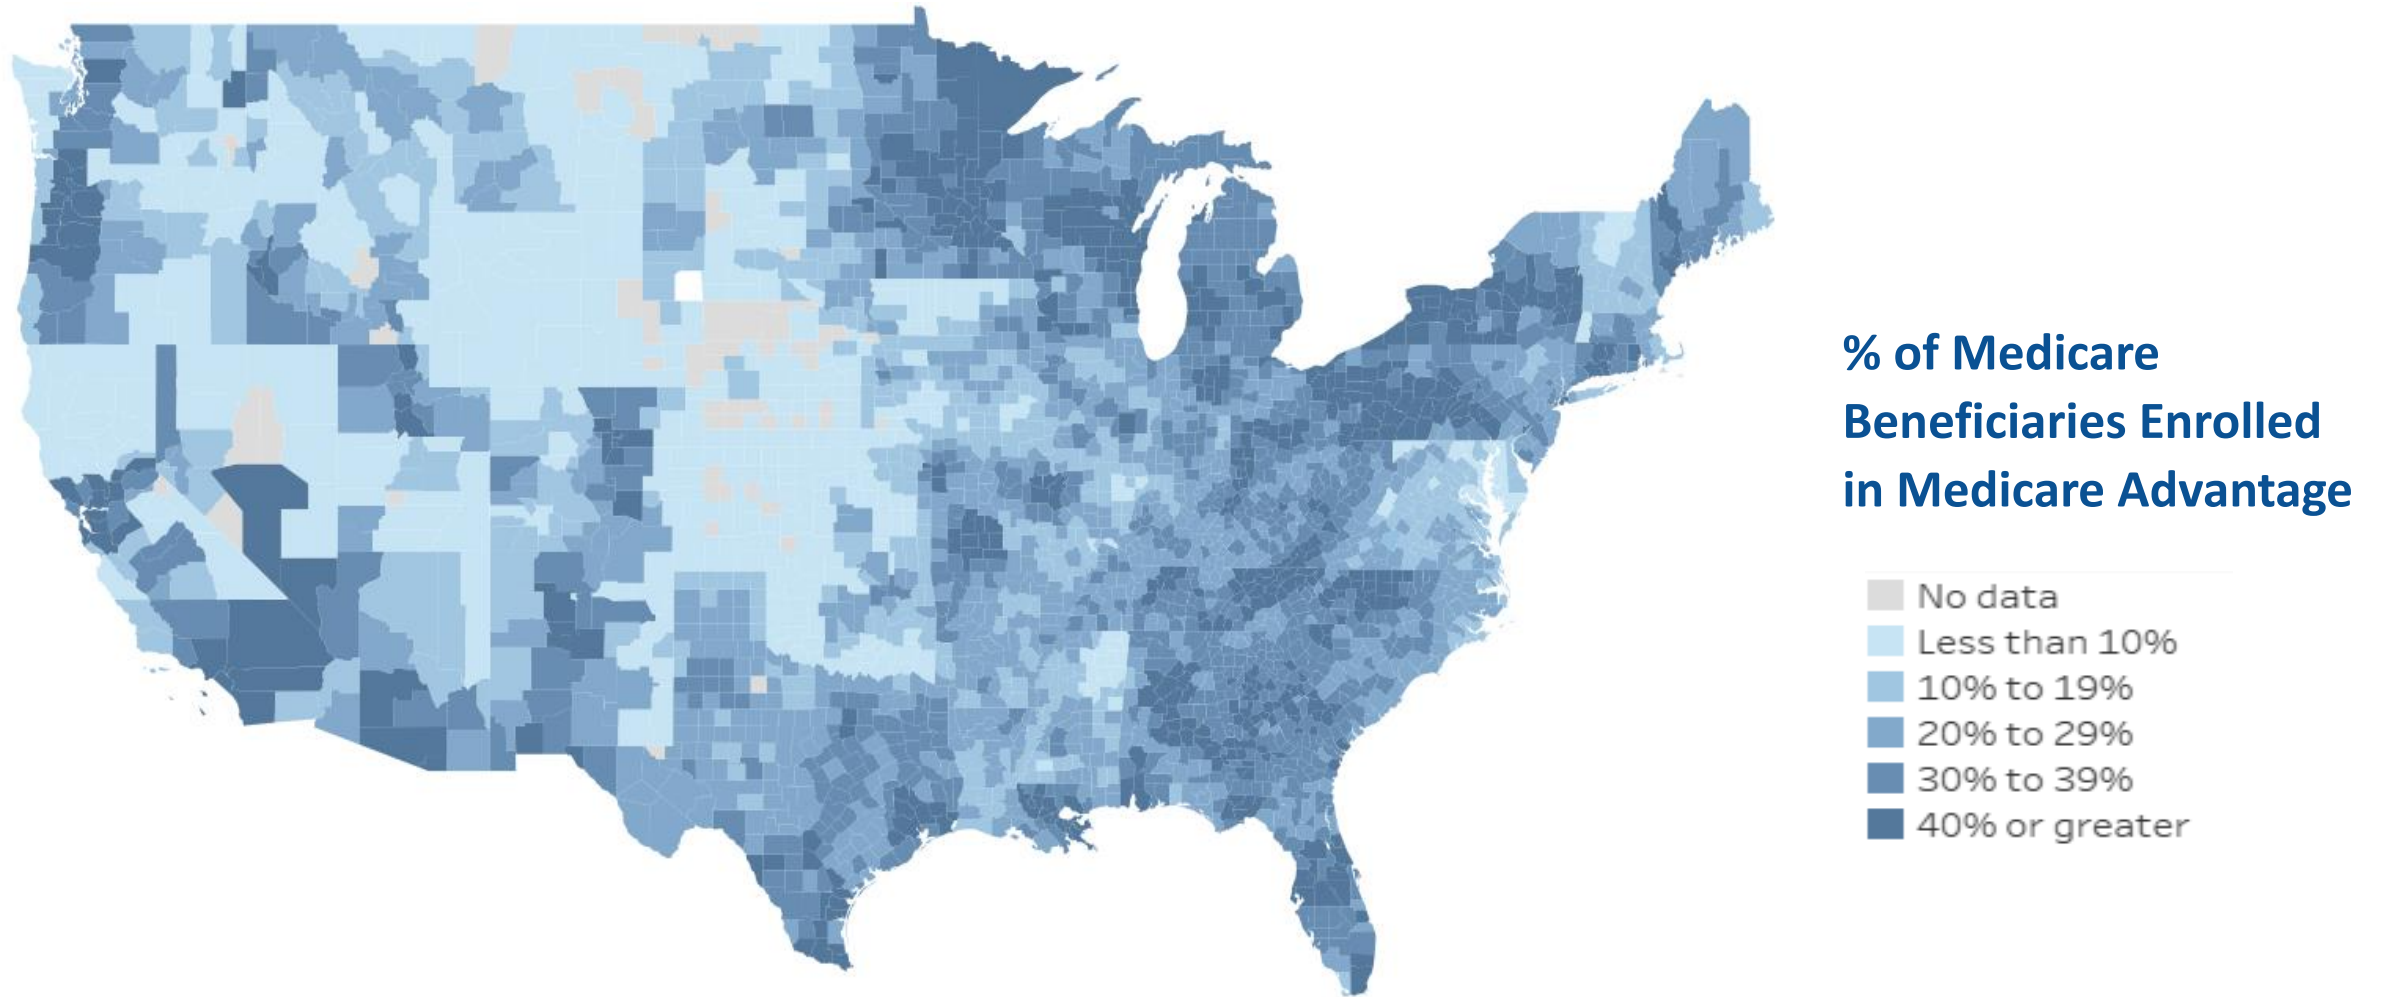 % of Medicare
Beneficiaries Enrolled
in Medicare Advantage
No data
Less than 10%
10% to 19%
20% to 29%
30% to 39%
40% or greater